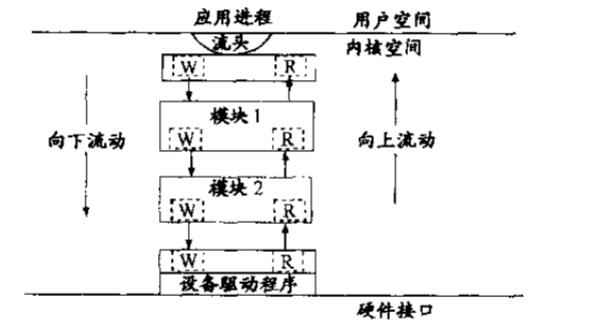 应用进程 用户空间
流头 内核空间
W R
模块1
向下流动 W R 向上流动
模块2
W R
W R
设备驱动程序
硬件接口